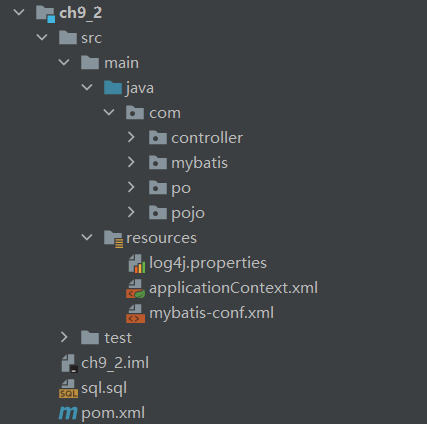 ch9_2
src
main
java
com
controller
mybatis
po
pojo
resources
log4j.properties
applicationContext.xml
mybatis-conf.xml
test
ch9_2.iml
sql.sql
pom.xml